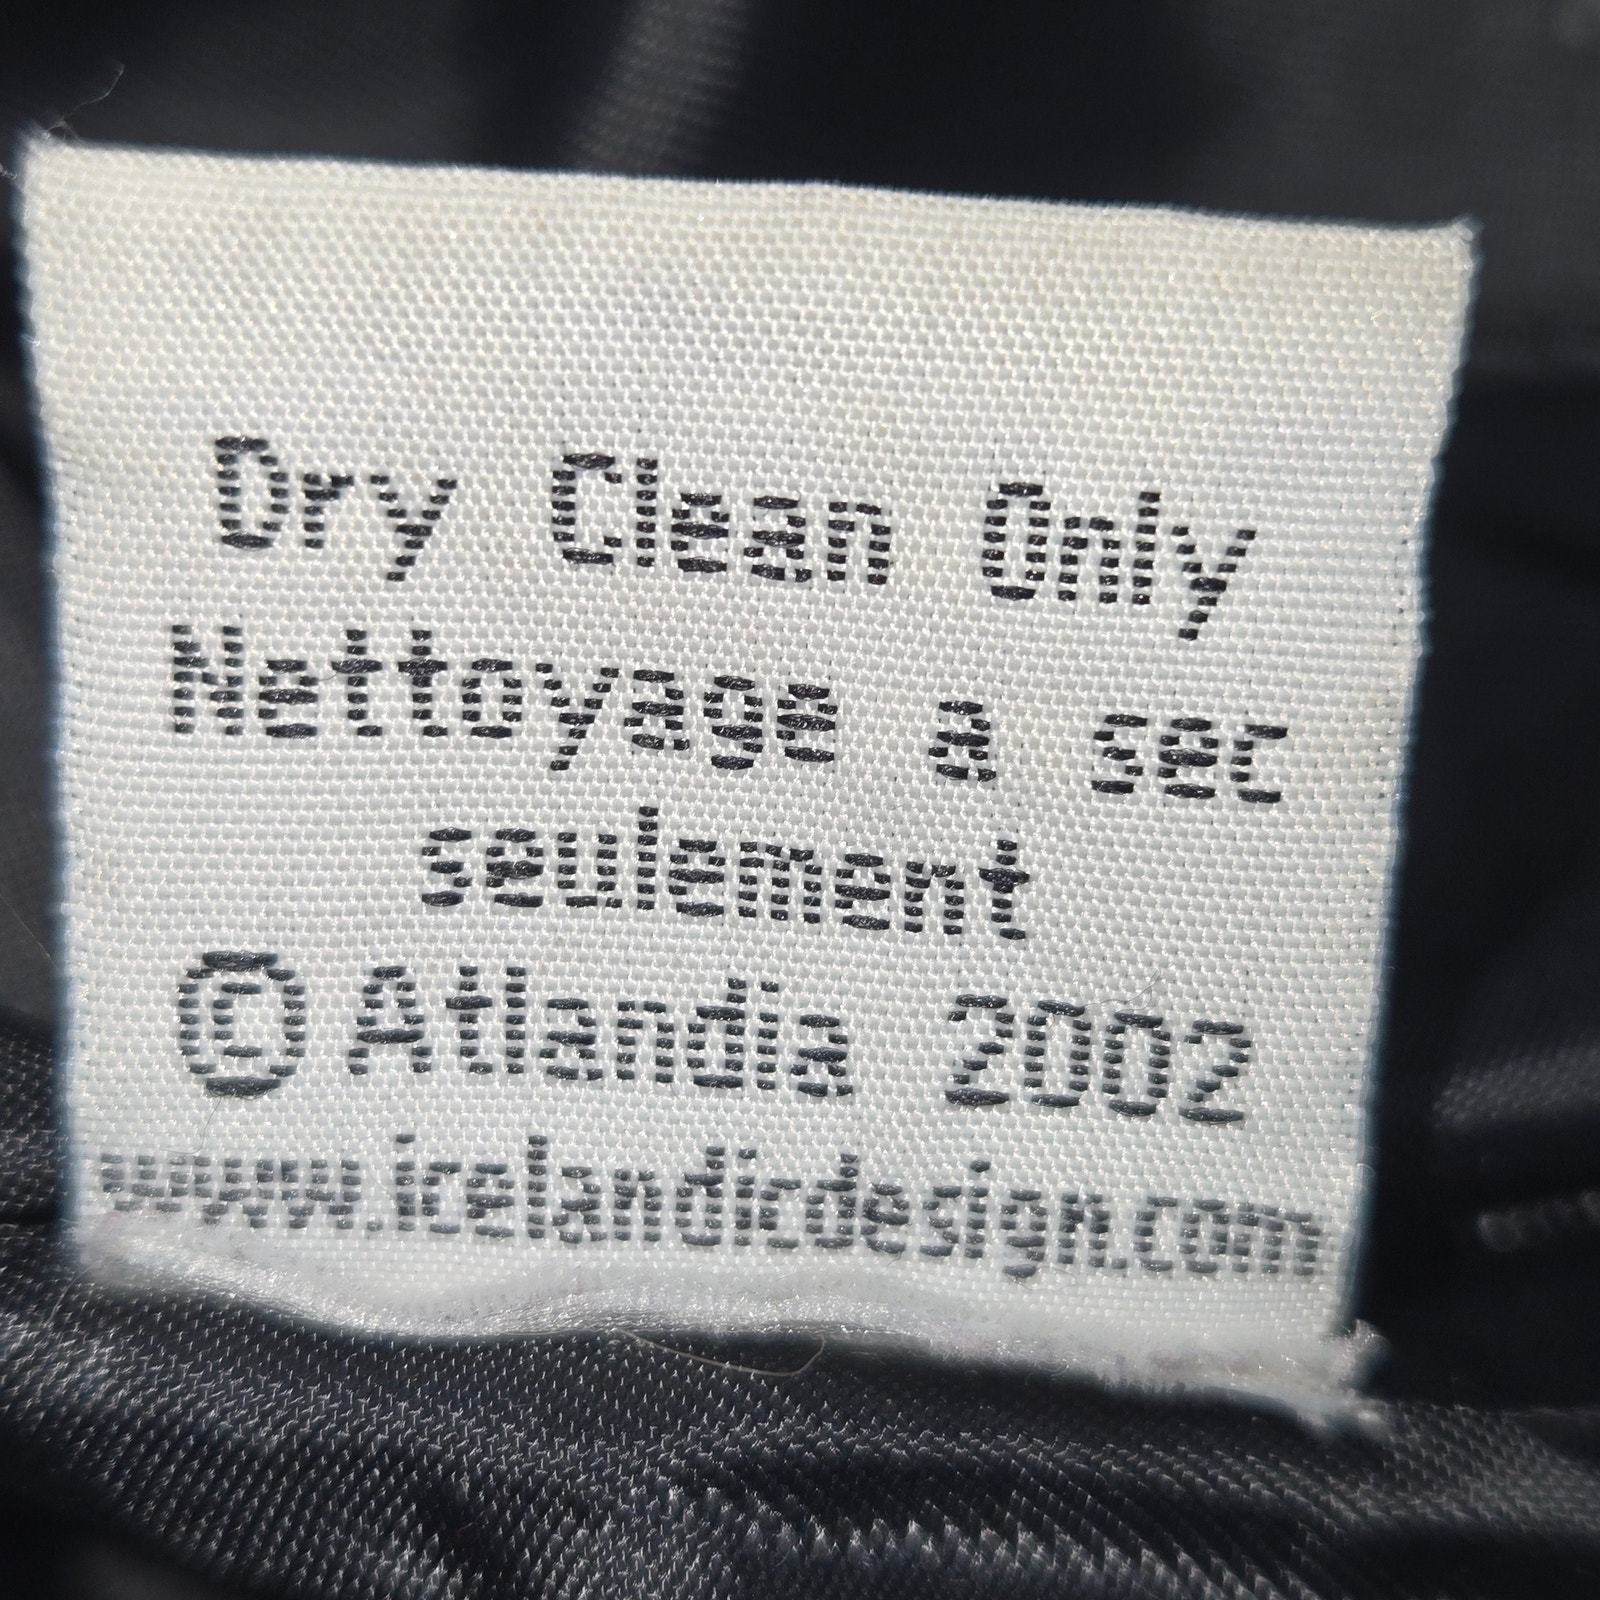 Dry Clean Only
Nettoyage a sec
seulement
© Atlandia 2002
www.icelandicdesign.com